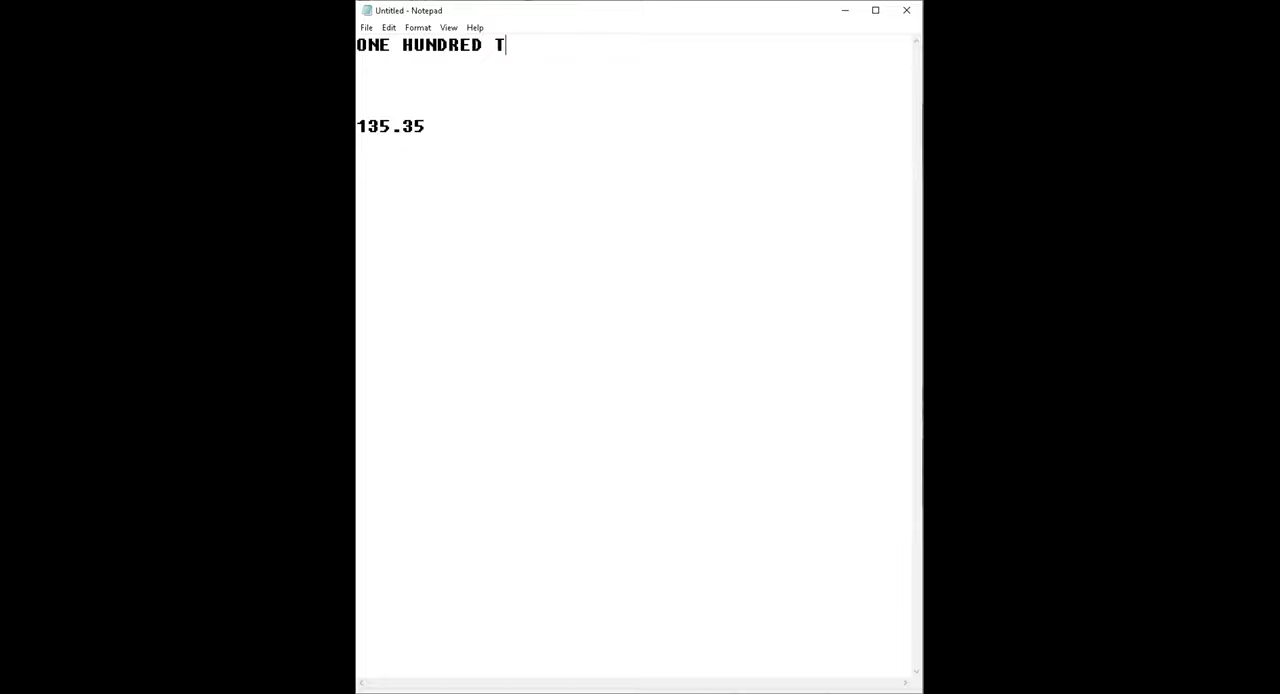 Untitled - Notepad
File Edit Format View Help
ONE HUNDRED T
135.35